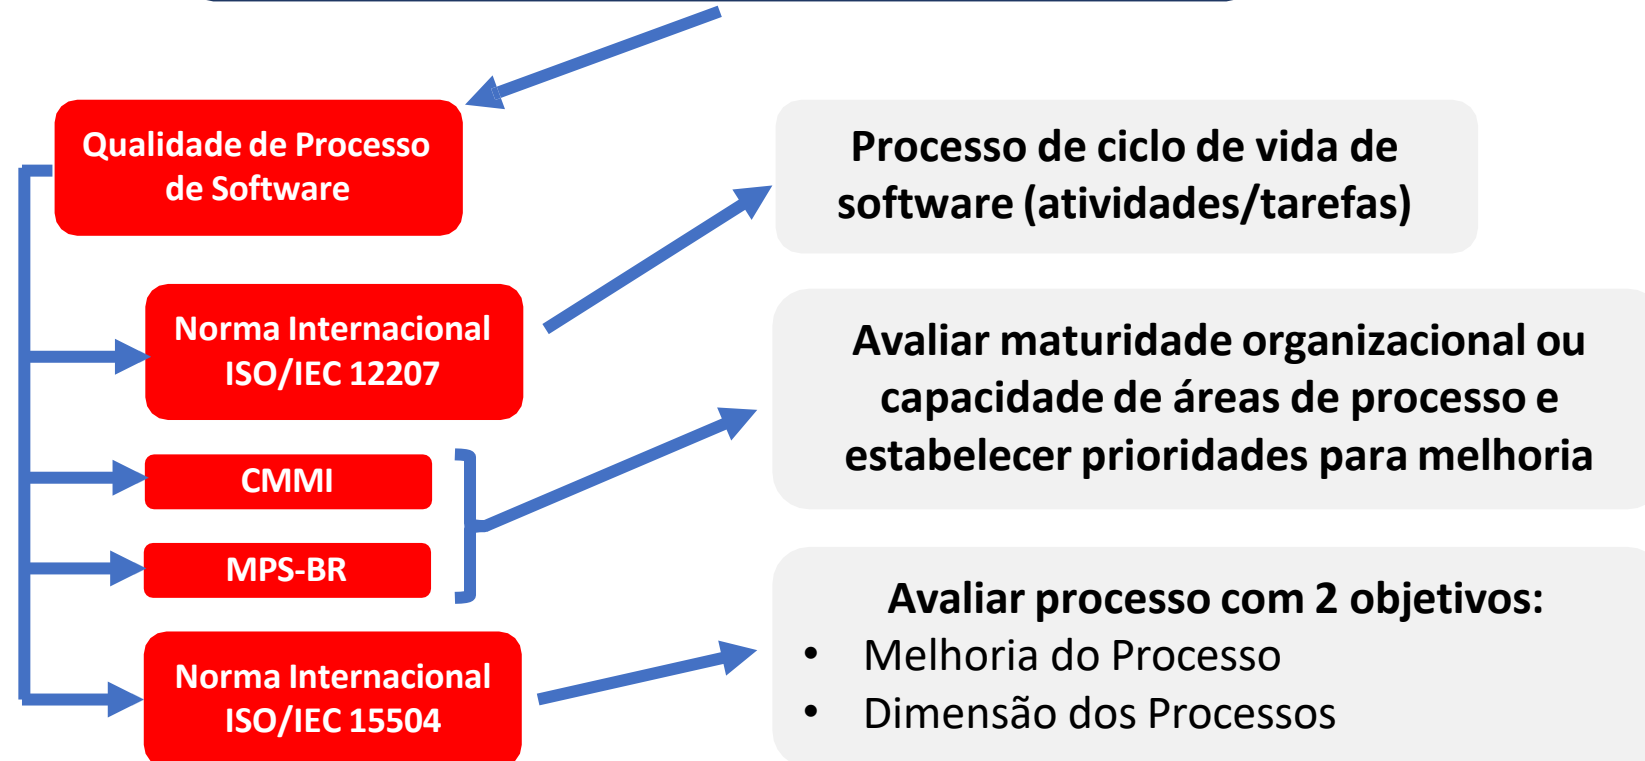 Qualidade de Processo
de Software
Processo de ciclo de vida de
software (atividades/tarefas)
Norma Internacional
ISO/IEC 12207
Avaliar maturidade organizacional ou
capacidade de áreas de processo e
estabelecer prioridades para melhoria
CMMI
MPS-BR
Norma Internacional
ISO/IEC 15504
Avaliar processo com 2 objetivos:
• Melhoria do Processo
• Dimensão dos Processos